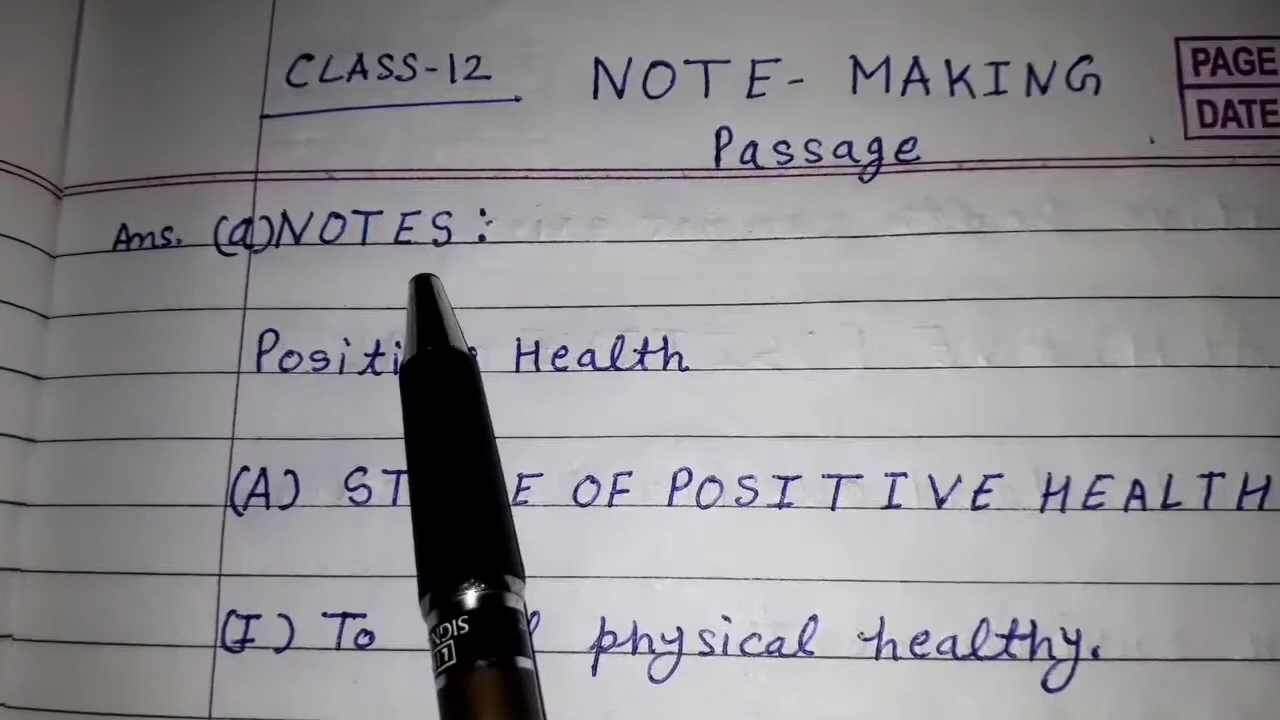 CLASS-12 NOTE- MAKING
PAGE
DATE
Passage
Ans. (a) NOTES:
Health
(A) OF POSITIVE HEALTH
(I) To physical healthy.